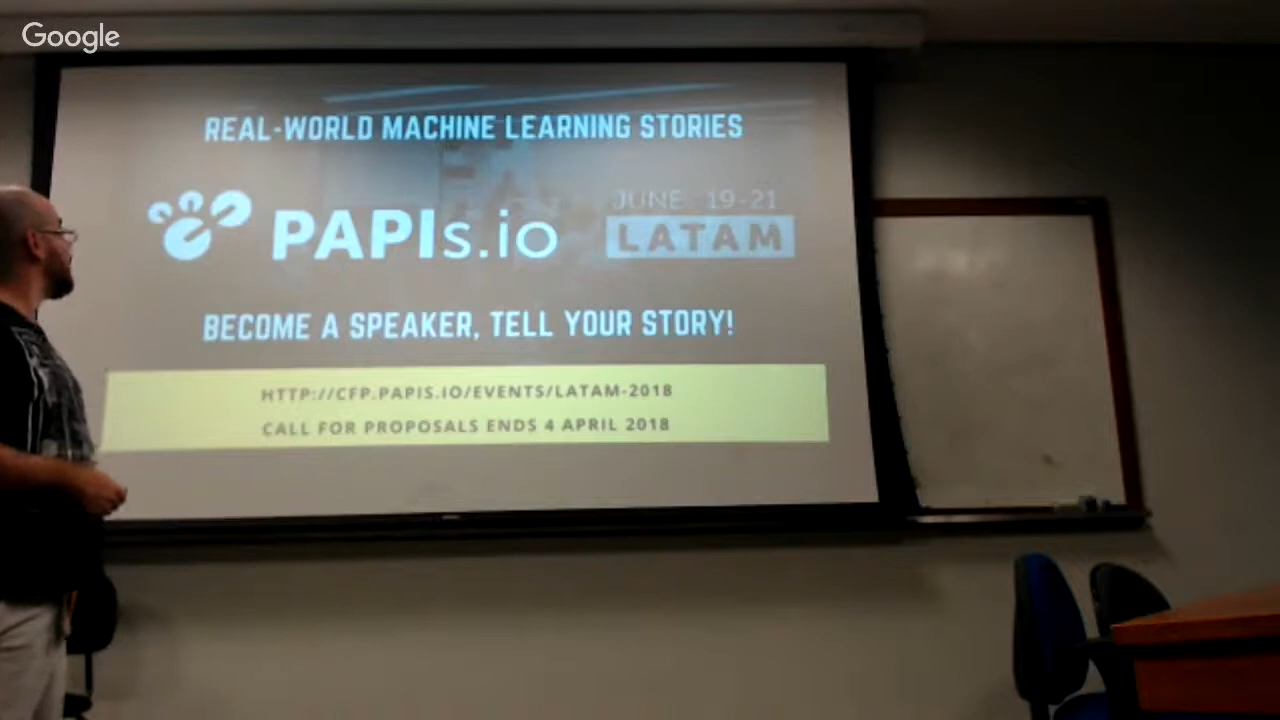 Google
REAL-WORLD MACHINE LEARNING STORIES
PAPIs.io
JUNE 19-21
LATAM
BECOME A SPEAKER, TELL YOUR STORY!
HTTP://CFP.PAPIS.IO/EVENTS/LATAM-2018
CALL FOR PROPOSALS ENDS 4 APRIL 2018